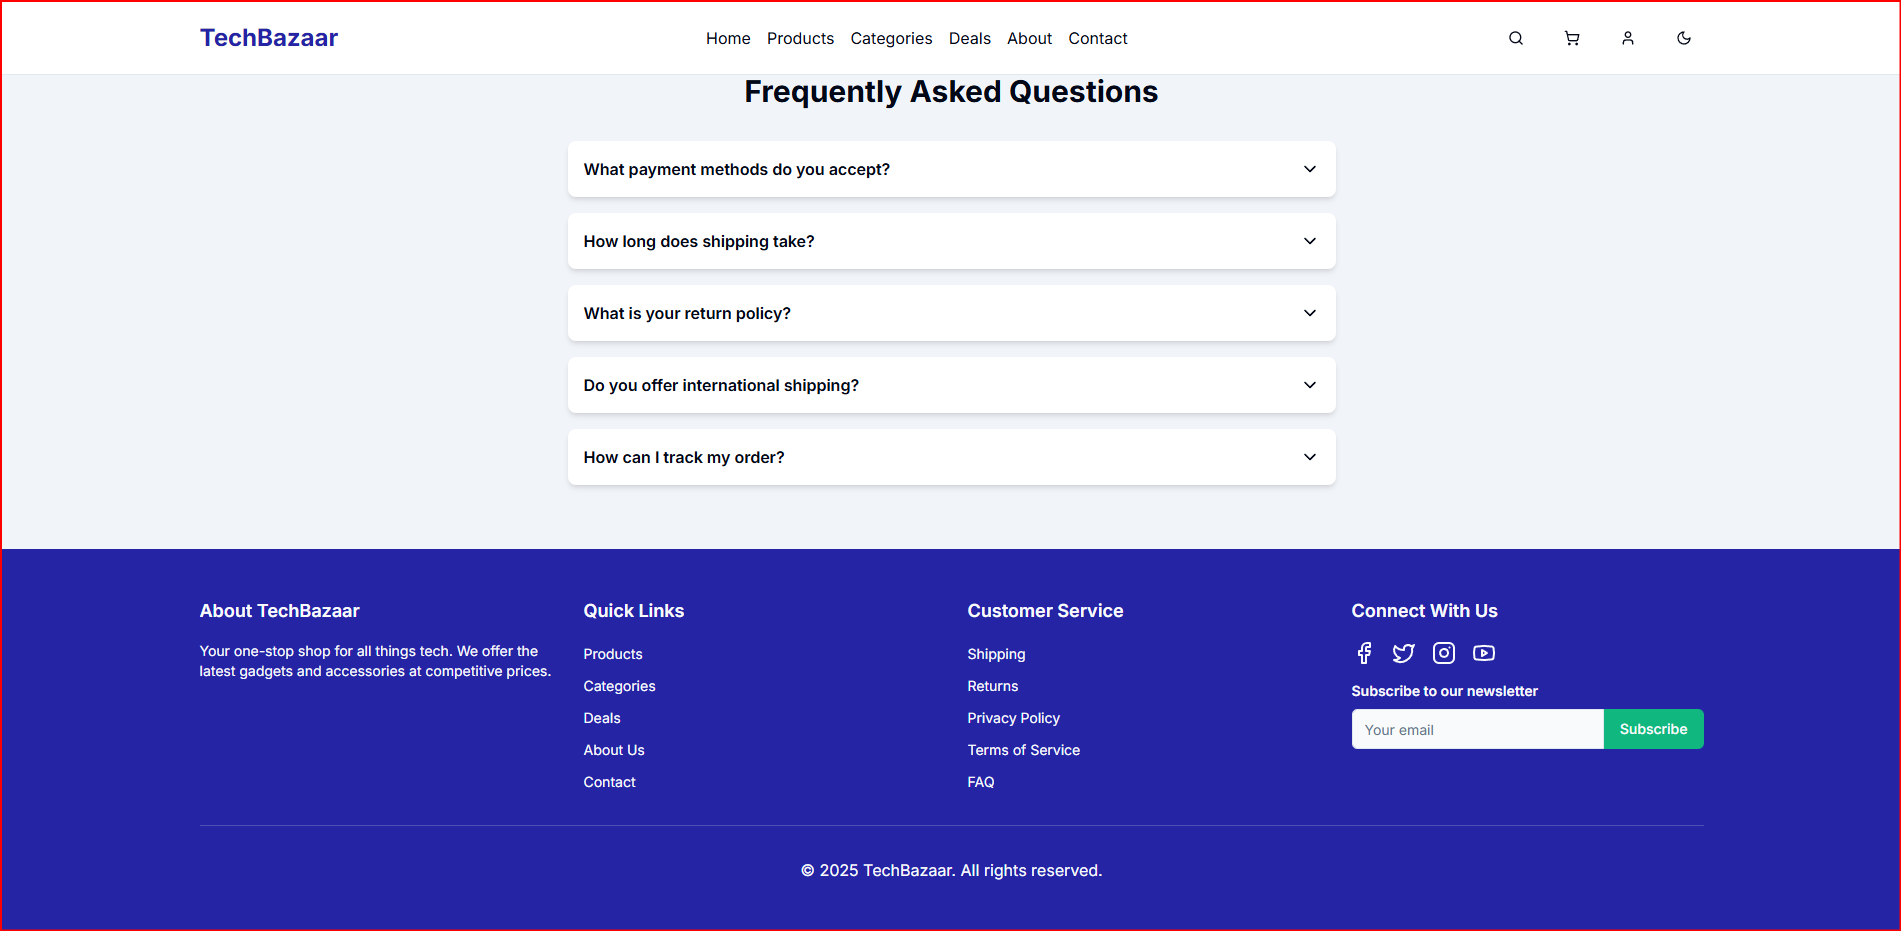 TechBazaar
Home Products Categories Deals About Contact
Frequently Asked Questions
What payment methods do you accept?
How long does shipping take?
What is your return policy?
Do you offer international shipping?
How can I track my order?
About TechBazaar
Your one-stop shop for all things tech. We offer the
latest gadgets and accessories at competitive prices.
Quick Links
Products
Categories
Deals
About Us
Contact
Customer Service
Shipping
Returns
Privacy Policy
Terms of Service
FAQ
Connect With Us
Subscribe to our newsletter
Your email Subscribe
© 2025 TechBazaar. All rights reserved.